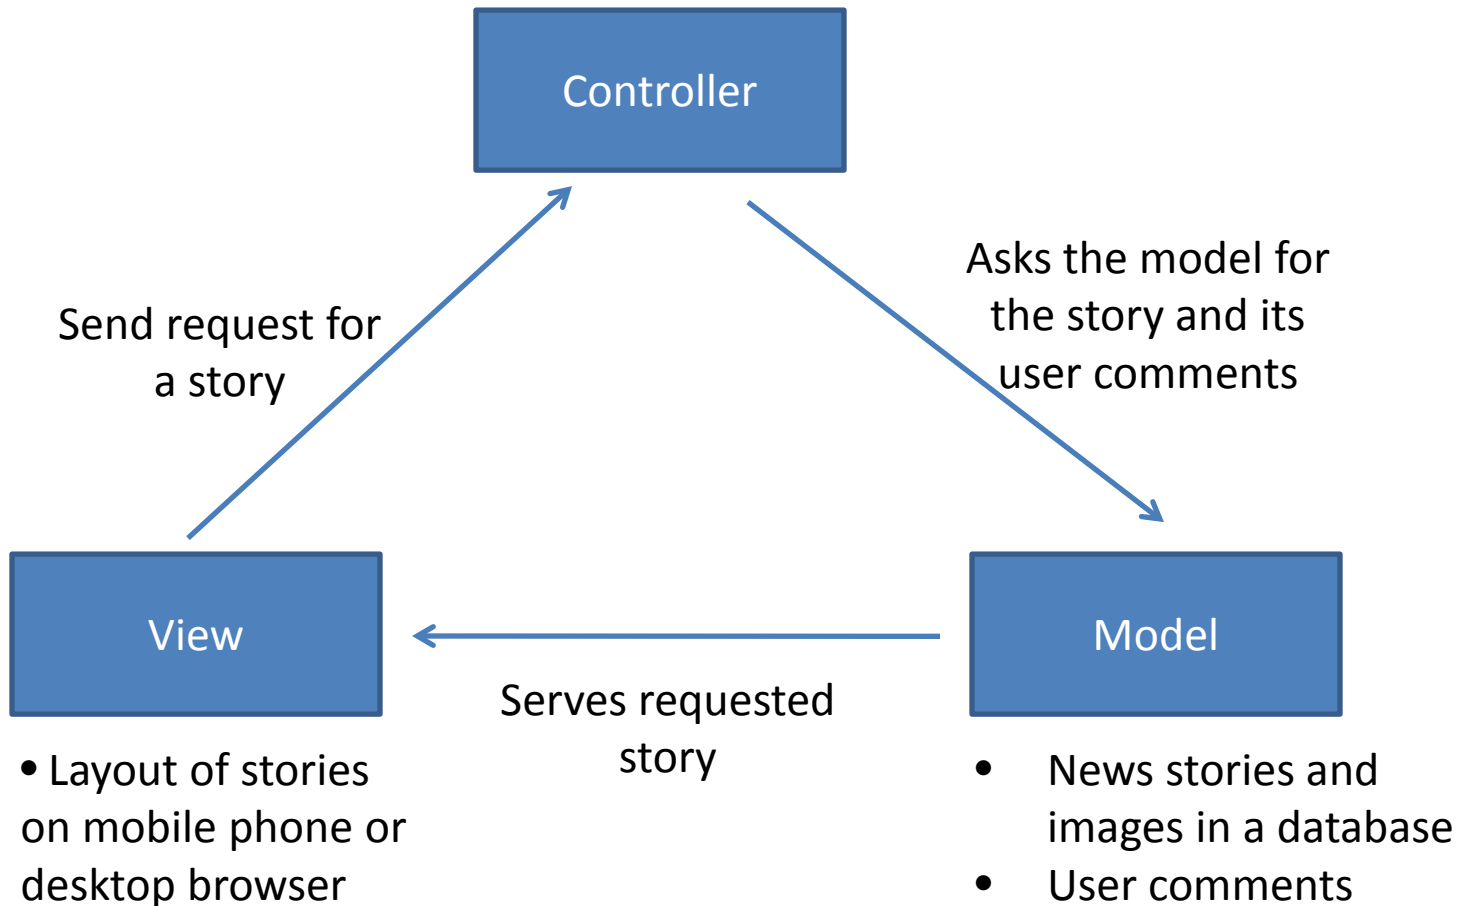 Controller
Asks the model for
the story and its
user comments
Send request for
a story
View
Model
Serves requested
story
• Layout of stories
on mobile phone or
desktop browser
• News stories and
images in a database
• User comments